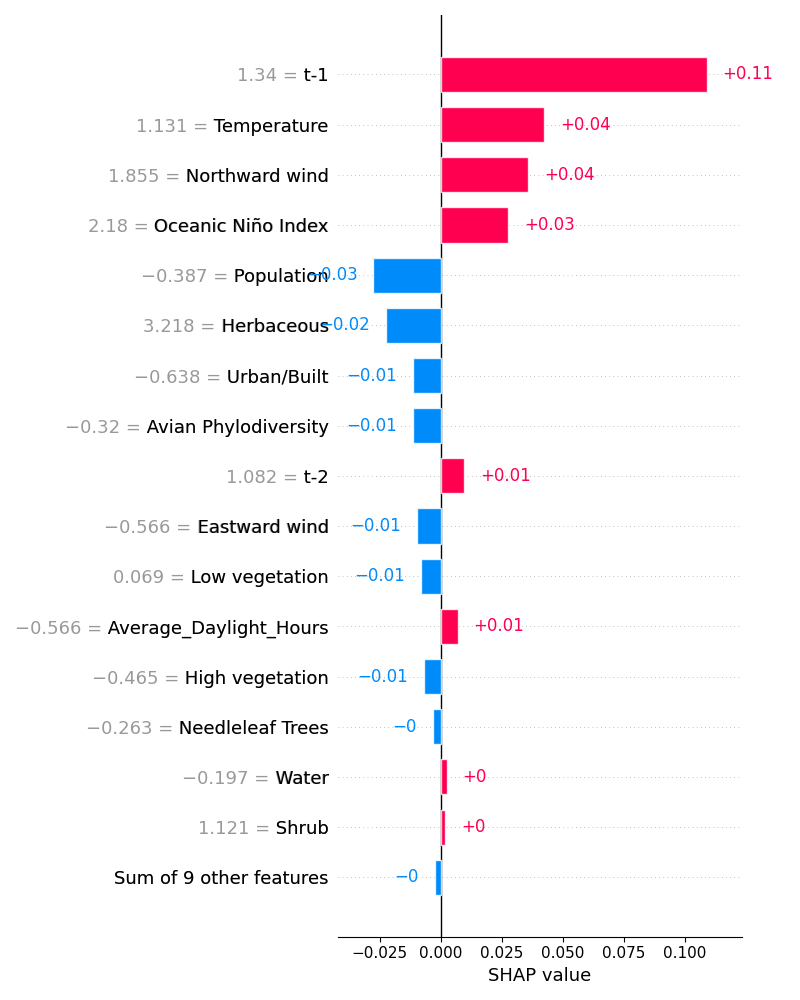 1.34 = t-1 +0.11
1.131 = Temperature +0.04
1.855 = Northward wind +0.04
2.18 = Oceanic Niño Index +0.03
−0.387 = Population −0.03
3.218 = Herbaceous −0.02
−0.638 = Urban/Built −0.01
−0.32 = Avian Phylodiversity −0.01
1.082 = t-2 +0.01
−0.566 = Eastward wind −0.01
0.069 = Low vegetation −0.01
−0.566 = Average_Daylight_Hours +0.01
−0.465 = High vegetation −0.01
−0.263 = Needleleaf Trees −0
−0.197 = Water +0
1.121 = Shrub +0
Sum of 9 other features −0
−0.025 0.000 0.025 0.050 0.075 0.100
SHAP value